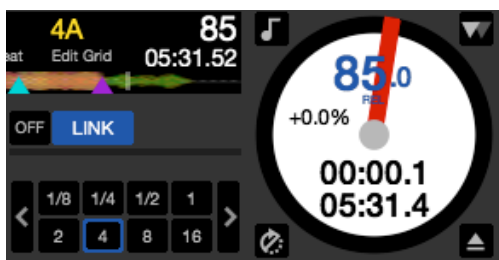 4A 85
eat Edit Grid 05:31.52
OFF LINK
1/8 1/4 1/2 1
2 4 8 16
85.0
+0.0%
00:00.1
05:31.4